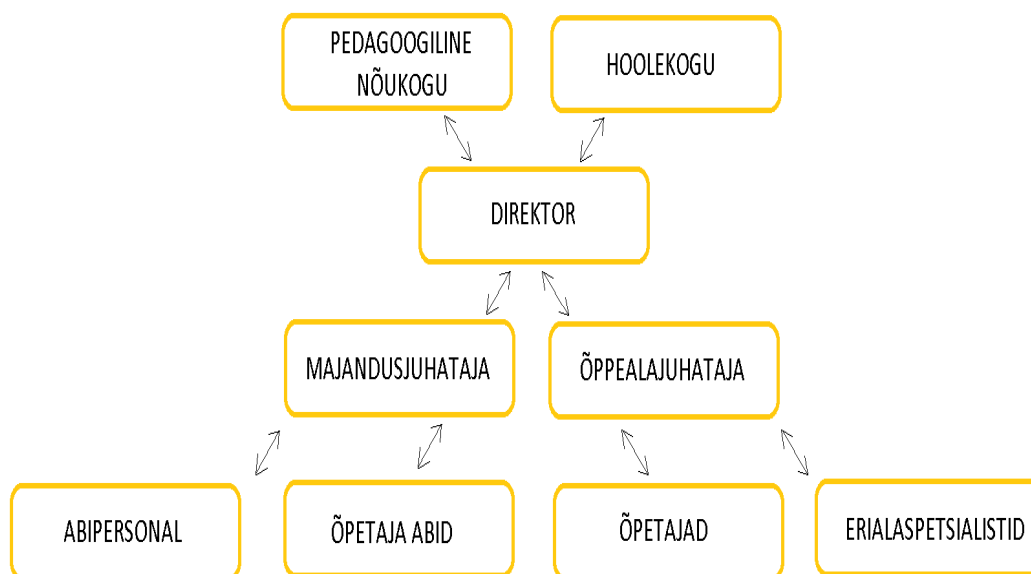 PEDAGOOGILINE
NÕUKOGU
HOOLEKOGU
DIREKTOR
MAJANDUSJUHATAJA
ÕPPEALAJUHATAJA
ABIPERSONAL
ÕPETAJA ABID
ÕPETAJAD
ERIALASPETSIALISTID